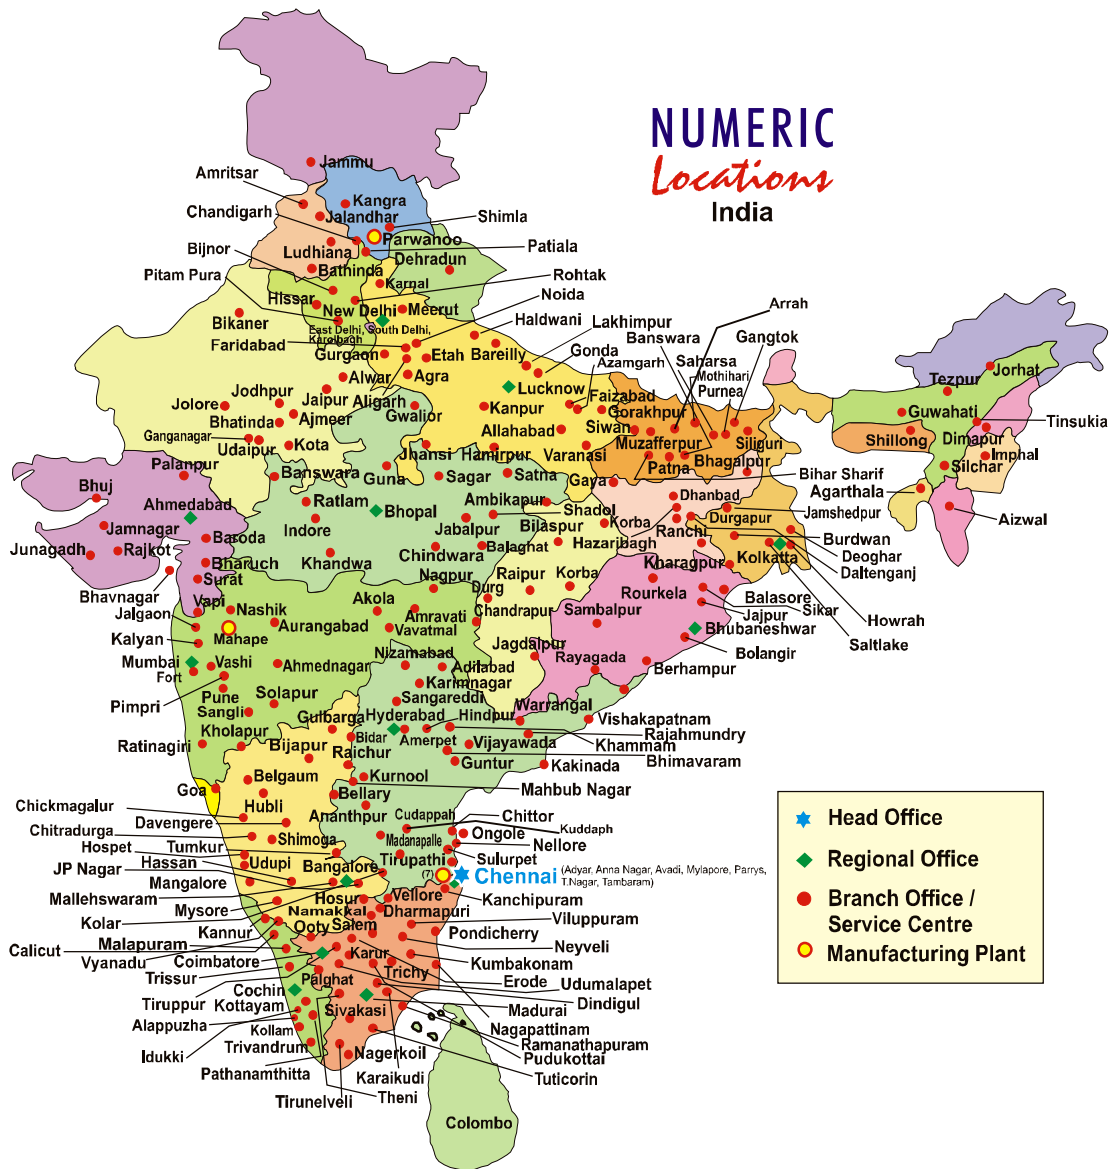 NUMERIC
Locations
India
Jammu
Amritsar
Kangra
Chandigarh
Jalandhar
Shimla
Parwanoo
Bijnor
Ludhiana
Patiala
Dehradun
Pitam Pura
Bathinda
Karnal
Rohtak
Hissar
Noida
New Delhi
Meerut
Arrah
Bikaner
East Delhi, South Delhi,
Karolbagh
Haldwani
Lakhimpur
Banswara
Gangtok
Faridabad
Gurgaon
Etah
Bareilly
Gonda
Azamgarh
Saharsa
Mothihari
Purnea
Jorhat
Tezpur
Alwar
Agra
Lucknow
Faizabad
Jodhpur
Jaipur
Aligarh
Jolore
Ajmeer
Gwalior
Kanpur
Gorakhpur
Guwahati
Tinsukia
Bhatinda
Allahabad
Siwan
Muzafferpur
Siliguri
Shillong
Dimapur
Ganganagar
Udaipur
Kota
Jhansi
Hamirpur
Varanasi
Patna
Bhagalpur
Imphal
Silchar
Palanpur
Banswara
Guna
Sagar
Satna
Gaya
Bihar Sharif
Agarthala
Bhuj
Ahmedabad
Ratlam
Bhopal
Ambikapur
Shadol
Dhanbad
Jamshedpur
Aizwal
Jamnagar
Indore
Jabalpur
Bilaspur
Korba
Durgapur
Ranchi
Burdwan
Junagadh
Rajkot
Baroda
Khandwa
Chindwara
Balaghat
Hazaribagh
Kolkatta
Deoghar
Bharuch
Kharagpur
Daltenganj
Surat
Bhavnagar
Nagpur
Durg
Raipur
Korba
Rourkela
Balasore
Jalgaon
Vapi
Nashik
Akola
Amravati
Chandrapur
Sambalpur
Jajpur
Sikar
Howrah
Kalyan
Mahape
Aurangabad
Vavatmal
Bhubaneshwar
Saltlake
Mumbai
Fort
Vashi
Ahmednagar
Nizamabad
Adilabad
Jagdalpur
Rayagada
Bolangir
Berhampur
Pimpri
Pune
Solapur
Karimnagar
Sangareddi
Sangli
Gulbarga
Hyderabad
Hindpur
Warrangal
Vishakapatnam
Ratinagiri
Kholapur
Bijapur
Bidar
Amerpet
Vijayawada
Rajahmundry
Khammam
Raichur
Guntur
Bhimavaram
Goa
Belgaum
Kurnool
Kakinada
Mahbub Nagar
Chickmagalur
Hubli
Bellary
Davengere
Ananthpur
Cudappah
Chittor
Chitradurga
Shimoga
Madanapalle
Ongole
Kuddaph
Hospet
Tumkur
Nellore
JP Nagar
Hassan
Udupi
Bangalore
Tirupathi
Sulurpet
(7)
Chennai
(Adyar, Anna Nagar, Avadi, Mylapore, Parrys,
T.Nagar, Tambaram)
Mangalore
Mallehswaram
Hosur
Vellore
Kanchipuram
Mysore
Namakkal
Dharmapuri
Kolar
Ooty
Salem
Viluppuram
Kannur
Pondicherry
Calicut
Malapuram
Neyveli
Vyanadu
Coimbatore
Karur
Kumbakonam
Trissur
Palghat
Trichy
Erode
Udumalapet
Tiruppur
Cochin
Dindigul
Kottayam
Sivakasi
Madurai
Alappuzha
Kollam
Nagapattinam
Idukki
Trivandrum
Ramanathapuram
Nagerkoil
Pudukottai
Pathanamthitta
Karaikudi
Tuticorin
Tirunelveli
Theni
Colombo
Head Office
Regional Office
Branch Office /
Service Centre
Manufacturing Plant